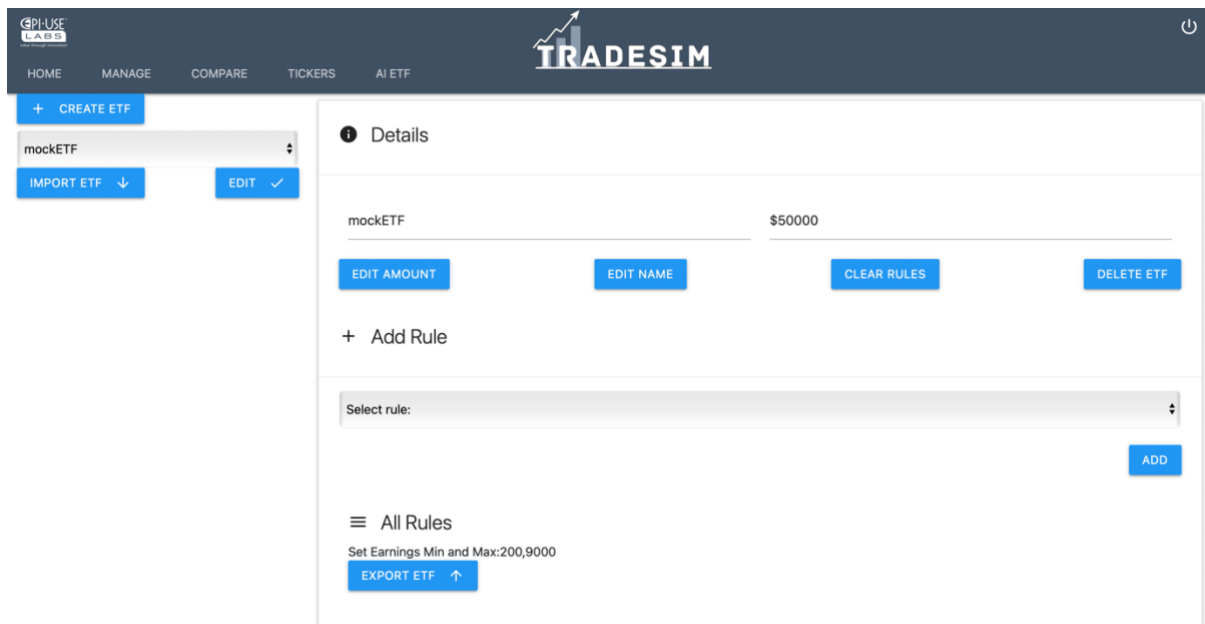 EPI·USE
LABS
TRADESIM
HOME MANAGE COMPARE TICKERS AI ETF
+ CREATE ETF
mockETF
IMPORT ETF EDIT
Details
mockETF $50000
EDIT AMOUNT EDIT NAME CLEAR RULES DELETE ETF
+ Add Rule
Select rule:
ADD
All Rules
Set Earnings Min and Max:200,9000
EXPORT ETF